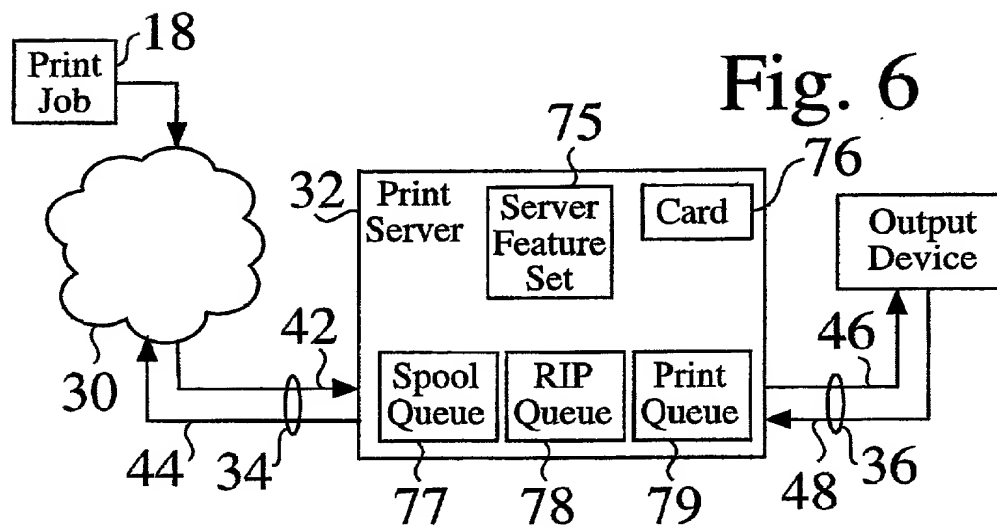 18
Print
Job
Fig. 6
75
76
32
Print
Server
Server
Feature
Set
Card
Output
Device
30
42
46
Spool
Queue
RIP
Queue
Print
Queue
44
34
77
78
79
48
36